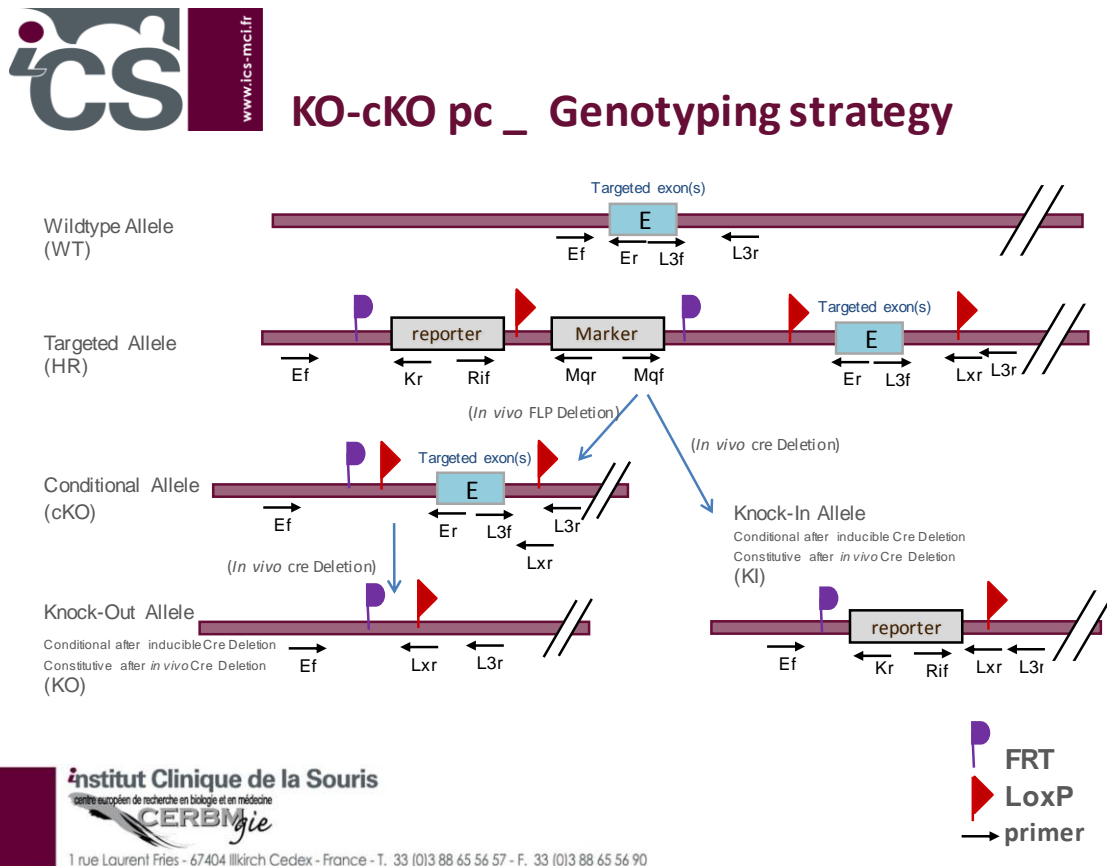 iCS
www.ics-mci.fr
KO-cKO pc _ Genotyping strategy
Targeted exon(s)
Wildtype Allele
(WT)
E
Ef
Er
L3f
L3r
Targeted exon(s)
Targeted Allele
(HR)
reporter
Marker
E
Ef
Kr
Rif
Mqr
Mqf
Er
L3f
Lxr
L3r
(In vivo FLP Deletion)
(In vivo cre Deletion)
Targeted exon(s)
Conditional Allele
(cKO)
E
Ef
Er
L3f
L3r
Lxr
Knock-In Allele
Conditional after inducible Cre Deletion
Constitutive after in vivo Cre Deletion
(KI)
(In vivo cre Deletion)
Knock-Out Allele
Conditional after inducible Cre Deletion
Constitutive after in vivo Cre Deletion
(KO)
Ef
Lxr
L3r
reporter
Ef
Kr
Rif
Lxr
L3r
FRT
LoxP
primer
institut Clinique de la Souris
centre européen de recherche en biologie et en médecine
CERBMgie
1 rue Laurent Fries - 67404 Illkirch Cedex - France - T. 33 (0)3 88 65 56 57 - F. 33 (0)3 88 65 56 90